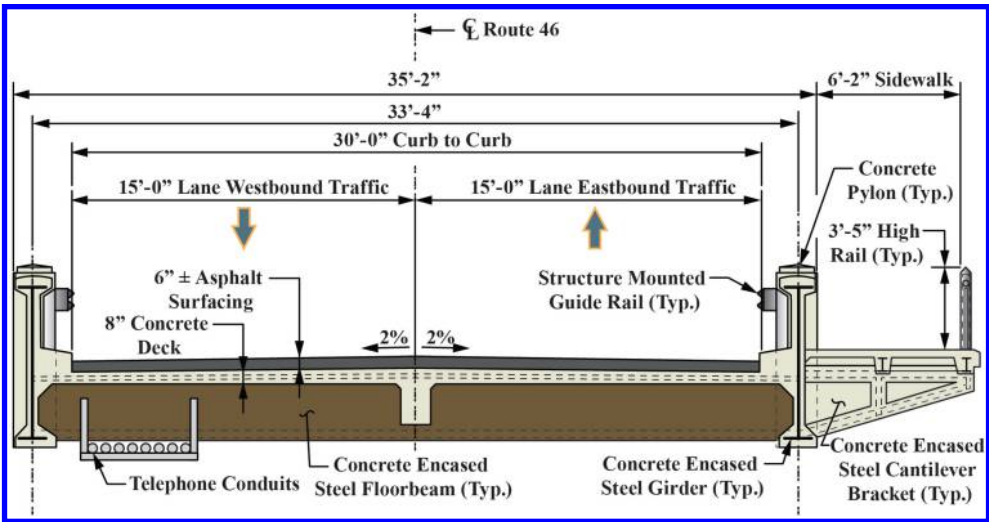 ℄ Route 46
35’-2”
6’-2” Sidewalk
33’-4”
30’-0” Curb to Curb
15’-0” Lane Westbound Traffic
15’-0” Lane Eastbound Traffic
Concrete
Pylon (Typ.)
3’-5” High
Rail (Typ.)
6” ± Asphalt
Surfacing
Structure Mounted
Guide Rail (Typ.)
8” Concrete
Deck
2%
2%
Telephone Conduits
Concrete Encased
Steel Floorbeam (Typ.)
Concrete Encased
Steel Girder (Typ.)
Concrete Encased
Steel Cantilever
Bracket (Typ.)